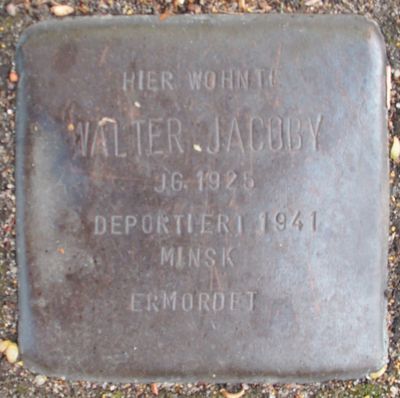 HIER WOHNTE
WALTER JACOBY
JG. 1925
DEPORTIERT 1941
MINSK
ERMORDET